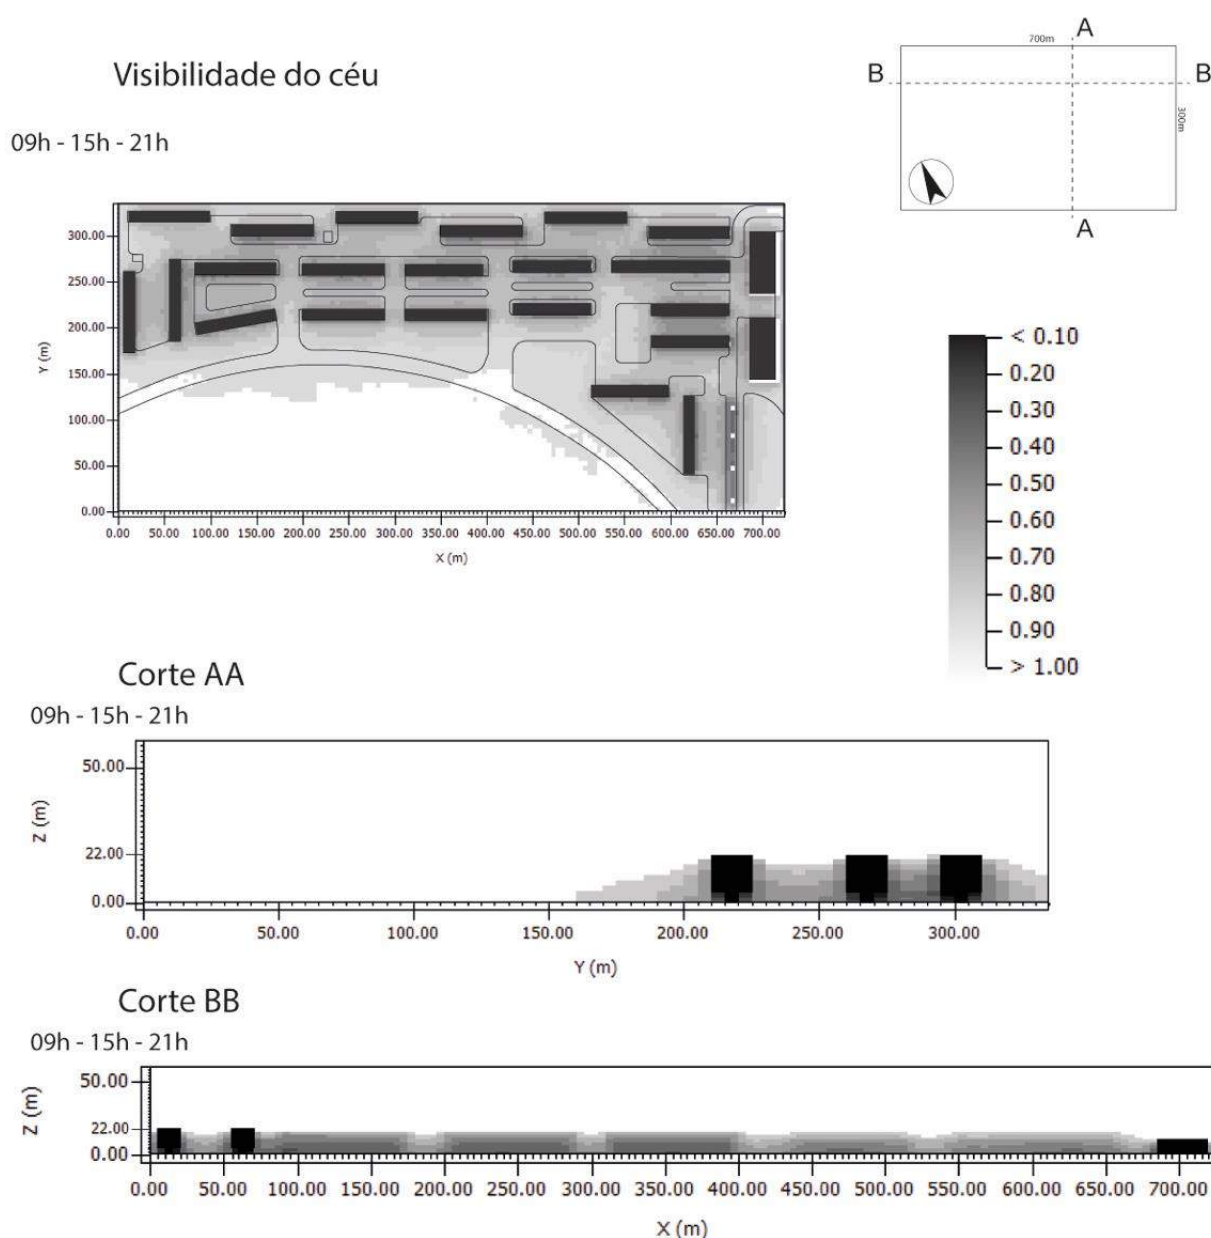 Visibilidade do céu
09h - 15h - 21h
A
700m
B
B
300m
A
300.00
250.00
200.00
150.00
100.00
50.00
0.00
Y (m)
0.00 50.00 100.00 150.00 200.00 250.00 300.00 350.00 400.00 450.00 500.00 550.00 600.00 650.00 700.00
X (m)
< 0.10
0.20
0.30
0.40
0.50
0.60
0.70
0.80
0.90
> 1.00
Corte AA
09h - 15h - 21h
50.00
22.00
0.00
Z (m)
0.00 50.00 100.00 150.00 200.00 250.00 300.00
Y (m)
Corte BB
09h - 15h - 21h
50.00
22.00
0.00
Z (m)
0.00 50.00 100.00 150.00 200.00 250.00 300.00 350.00 400.00 450.00 500.00 550.00 600.00 650.00 700.00
X (m)